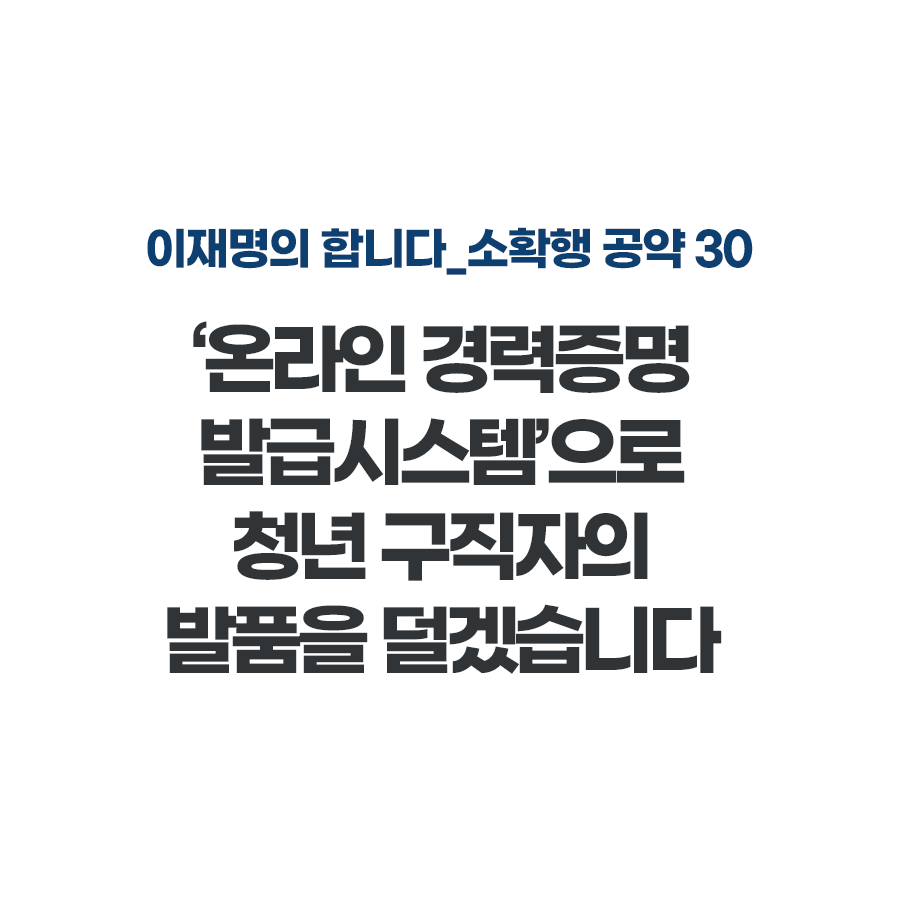 이재명의 합니다_소확행 공약 30
‘온라인 경력증명
발급시스템’으로
청년 구직자의
발품을 덜겠습니다